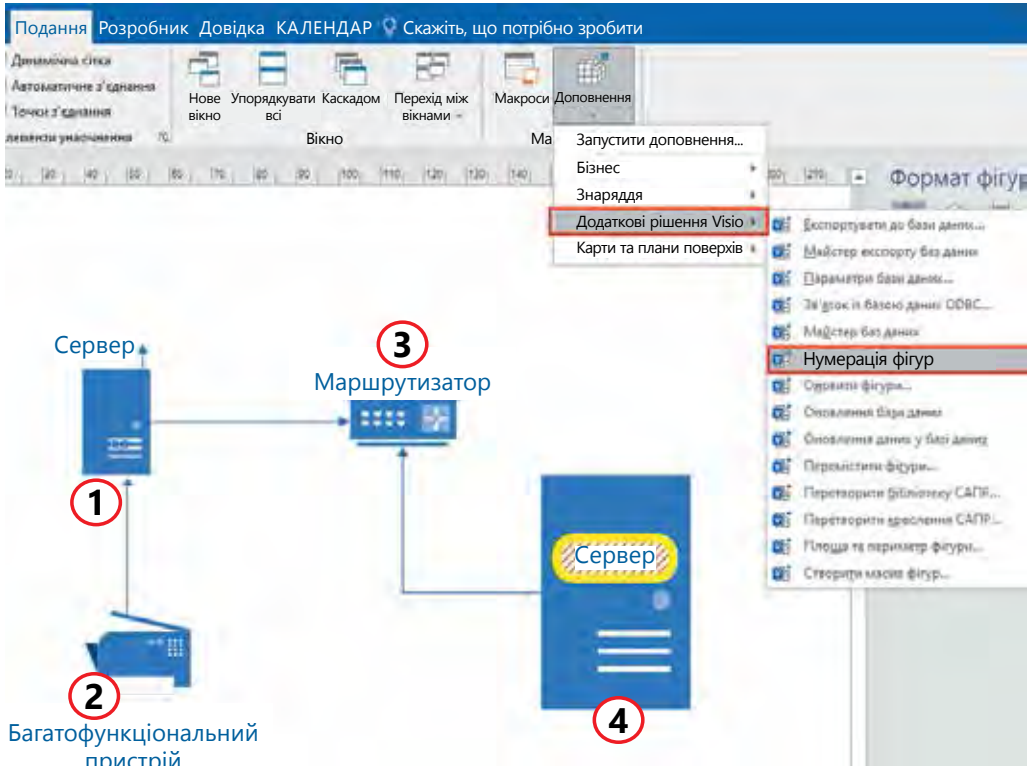 Подання Розробник Довідка КАЛЕНДАР Скажіть, що потрібно зробити
Динамічна сітка
Автоматичне з'єднання
Точки з'єднання
Нове вікно
Упорядкувати всі
Каскадом
Перехід між вікнами
Макроси
Доповнення
Вікно
Ма
Запустити доповнення...
Бізнес
Знаряддя
Додаткові рішення Visio
Карти та плани поверхів
Формат фігур
Експортувати до бази даних...
Майстер експорту баз даних
Параметри бази даних...
Зв'язок із базою даних ODBC...
Майстер баз даних
Нумерація фігур
Оновити фігури...
Оновлення бази даних
Оновлення даних у базі даних
Перемістити фігури...
Перетворити бібліотеку САПР...
Перетворити креслення САПР...
Площа та периметр фігури...
Створити масив фігур...
Сервер
3
Маршрутизатор
1
Сервер
2
4
Багатофункціональний
пристрій